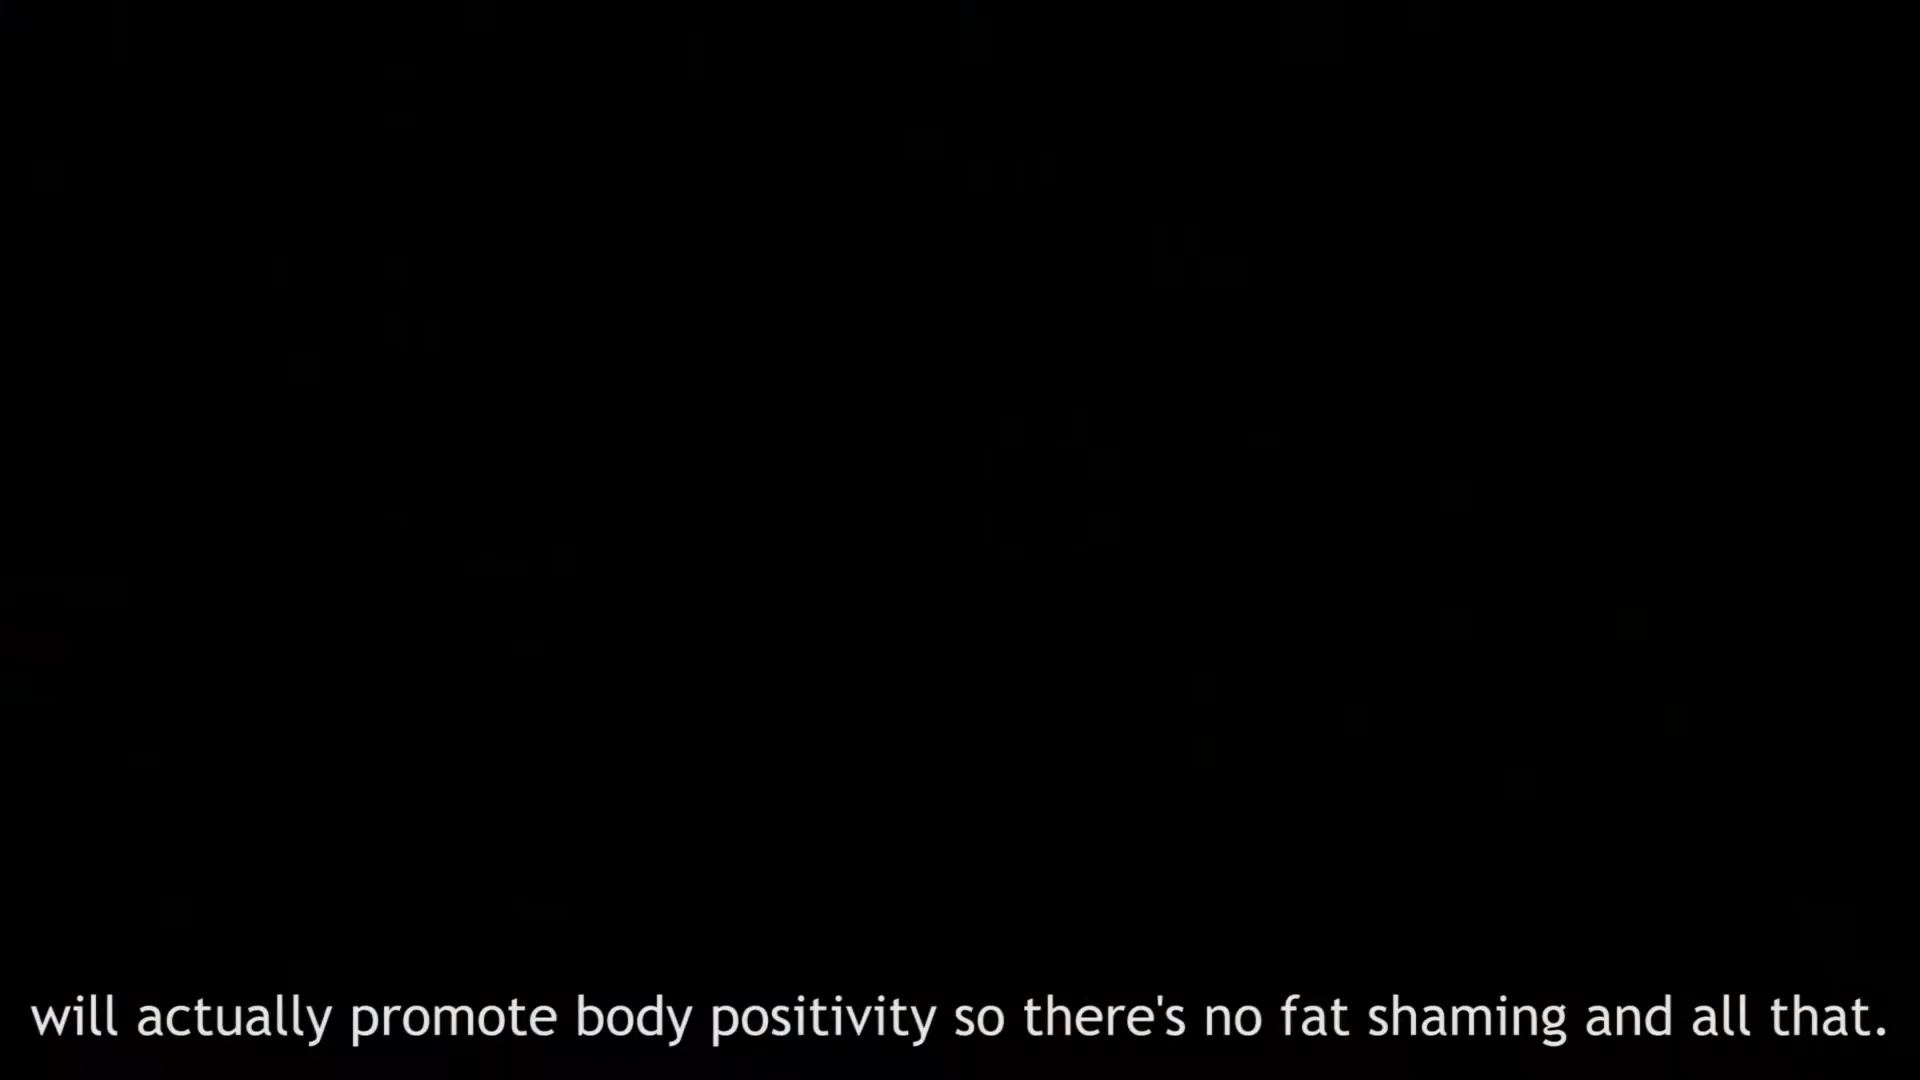 will actually promote body positivity so there's no fat shaming and all that.